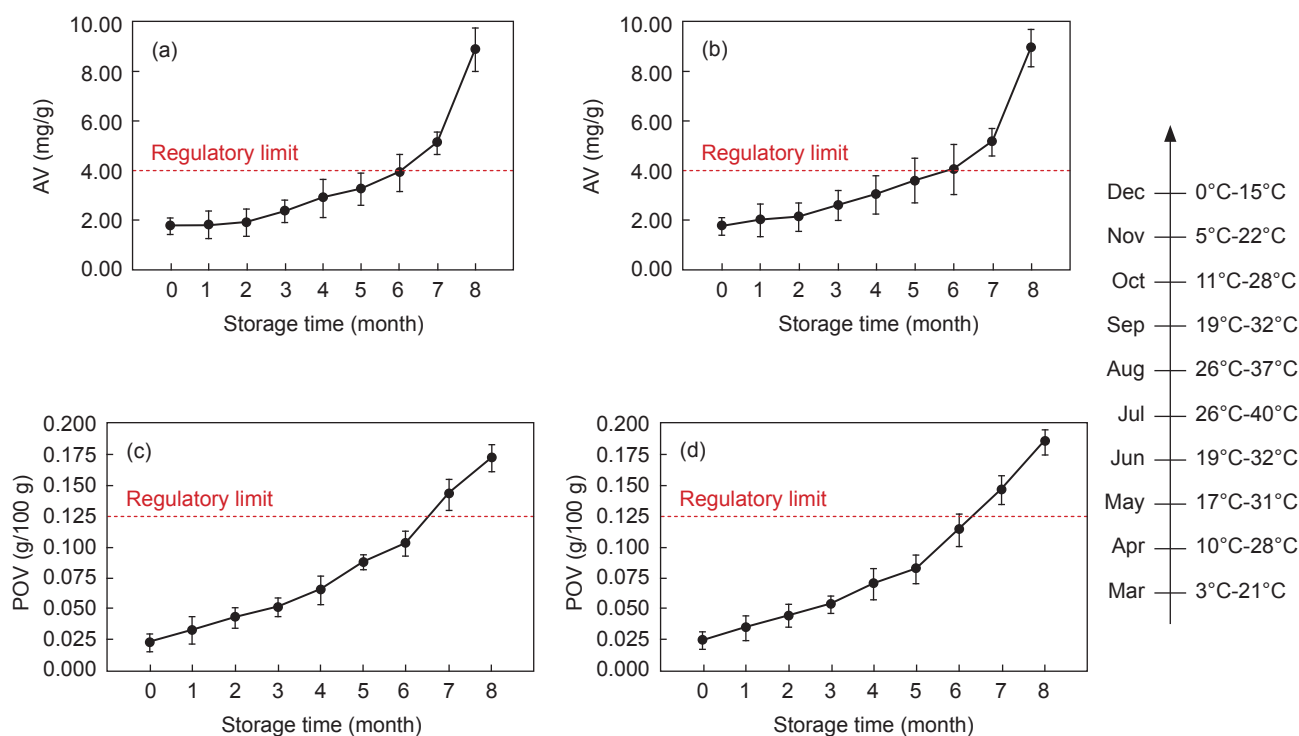 (a)
AV (mg/g)
10.00
8.00
6.00
4.00
2.00
0.00
Regulatory limit
0 1 2 3 4 5 6 7 8
Storage time (month)
(b)
AV (mg/g)
10.00
8.00
6.00
4.00
2.00
0.00
Regulatory limit
0 1 2 3 4 5 6 7 8
Storage time (month)
(c)
POV (g/100 g)
0.200
0.175
0.150
0.125
0.100
0.075
0.050
0.025
0.000
Regulatory limit
0 1 2 3 4 5 6 7 8
Storage time (month)
(d)
POV (g/100 g)
0.200
0.175
0.150
0.125
0.100
0.075
0.050
0.025
0.000
Regulatory limit
0 1 2 3 4 5 6 7 8
Storage time (month)
Dec 0°C-15°C
Nov 5°C-22°C
Oct 11°C-28°C
Sep 19°C-32°C
Aug 26°C-37°C
Jul 26°C-40°C
Jun 19°C-32°C
May 17°C-31°C
Apr 10°C-28°C
Mar 3°C-21°C